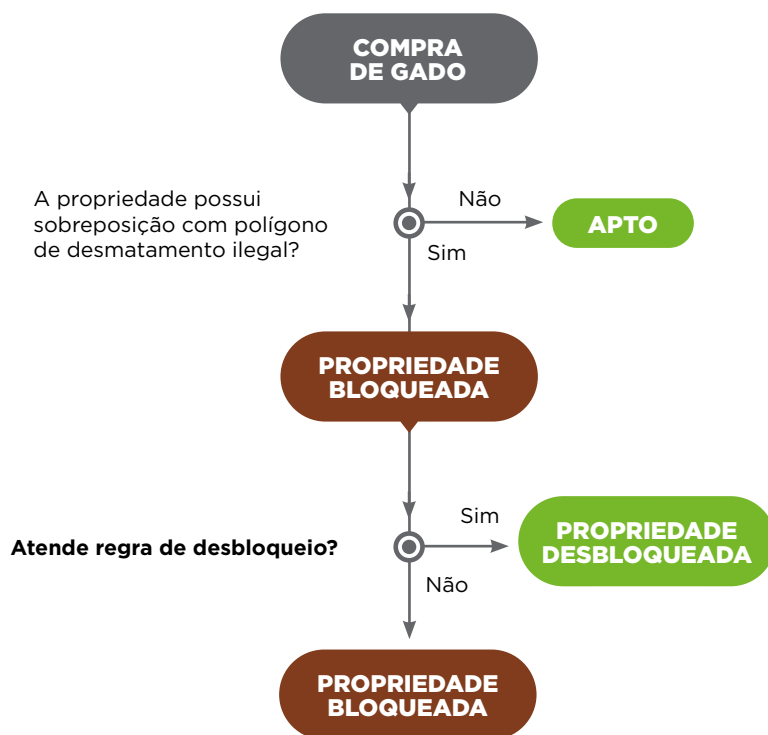 COMPRA
DE GADO
A propriedade possui
sobreposição com polígono
de desmatamento ilegal?
Não
APTO
Sim
PROPRIEDADE
BLOQUEADA
Atende regra de desbloqueio?
Sim
PROPRIEDADE
DESBLOQUEADA
Não
PROPRIEDADE
BLOQUEADA